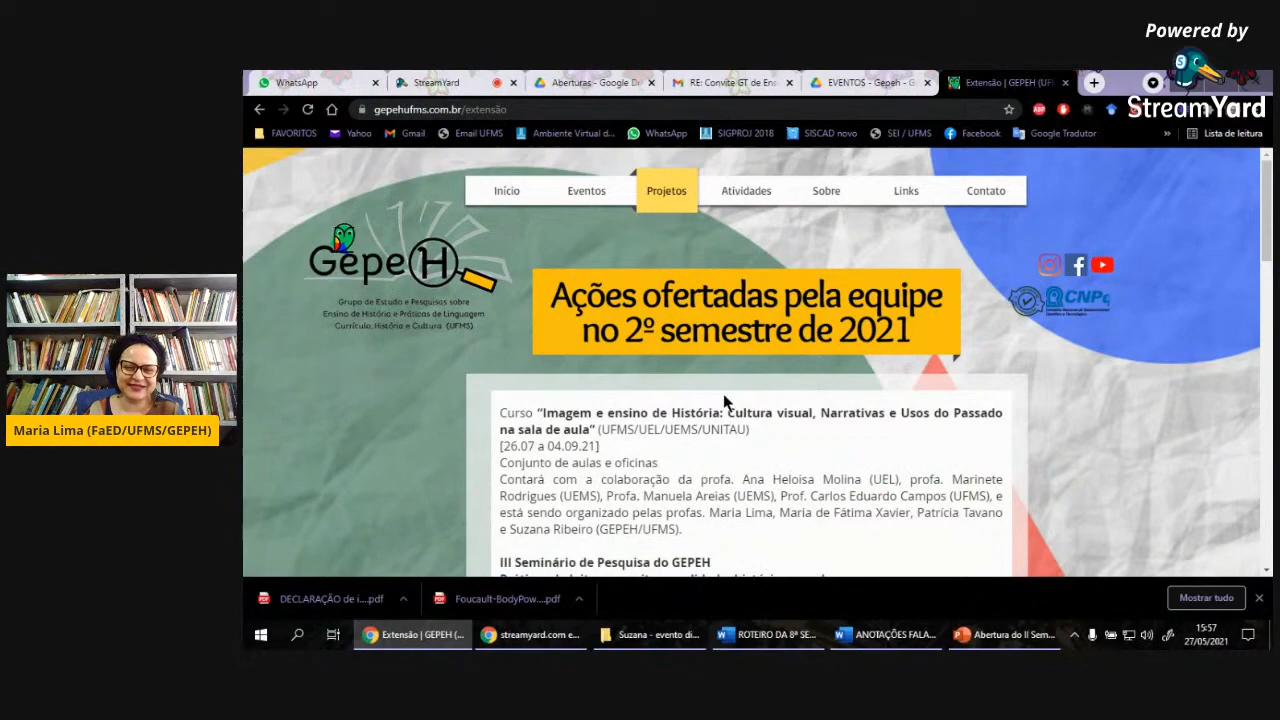 Powered by
StreamYard
WhatsApp
StreamYard
Aberturas - Google Dr
RE: Convite GT de Ens
EVENTOS - Gepeh - G
Extensão | GEPEH (UF
gepehufms.com.br/extensão
FAVORITOS
Yahoo
Gmail
Email UFMS
Ambiente Virtual d...
WhatsApp
SIGPROJ 2018
SISCAD novo
SEI / UFMS
Facebook
Google Tradutor
»
Lista de leitura
Início
Eventos
Projetos
Atividades
Sobre
Links
Contato
GepeH
Grupo de Estudo e Pesquisas sobre
Ensino de História e Práticas de Linguagem
Currículo, História e Cultura (UFMS)
CNPq
Ações ofertadas pela equipe
no 2º semestre de 2021
Curso “Imagem e ensino de História: Cultura visual, Narrativas e Usos do Passado
na sala de aula” (UFMS/UEL/UEMS/UNITAU)
[26.07 a 04.09.21]
Conjunto de aulas e oficinas
Contará com a colaboração da profa. Ana Heloisa Molina (UEL), profa. Marinete
Rodrigues (UEMS), Profa. Manuela Areias (UEMS), Prof. Carlos Eduardo Campos (UFMS), e
está sendo organizado pelas profas. Maria Lima, Maria de Fátima Xavier, Patrícia Tavano
e Suzana Ribeiro (GEPEH/UFMS).
III Seminário de Pesquisa do GEPEH
Maria Lima (FaED/UFMS/GEPEH)
DECLARAÇÃO de i....pdf
Foucault-BodyPow....pdf
Mostrar tudo
Extensão | GEPEH (...
streamyard.com e...
Suzana - evento di...
ROTEIRO DA 8ª SE...
ANOTAÇÕES FALA...
Abertura do II Sem...
15:57
27/05/2021